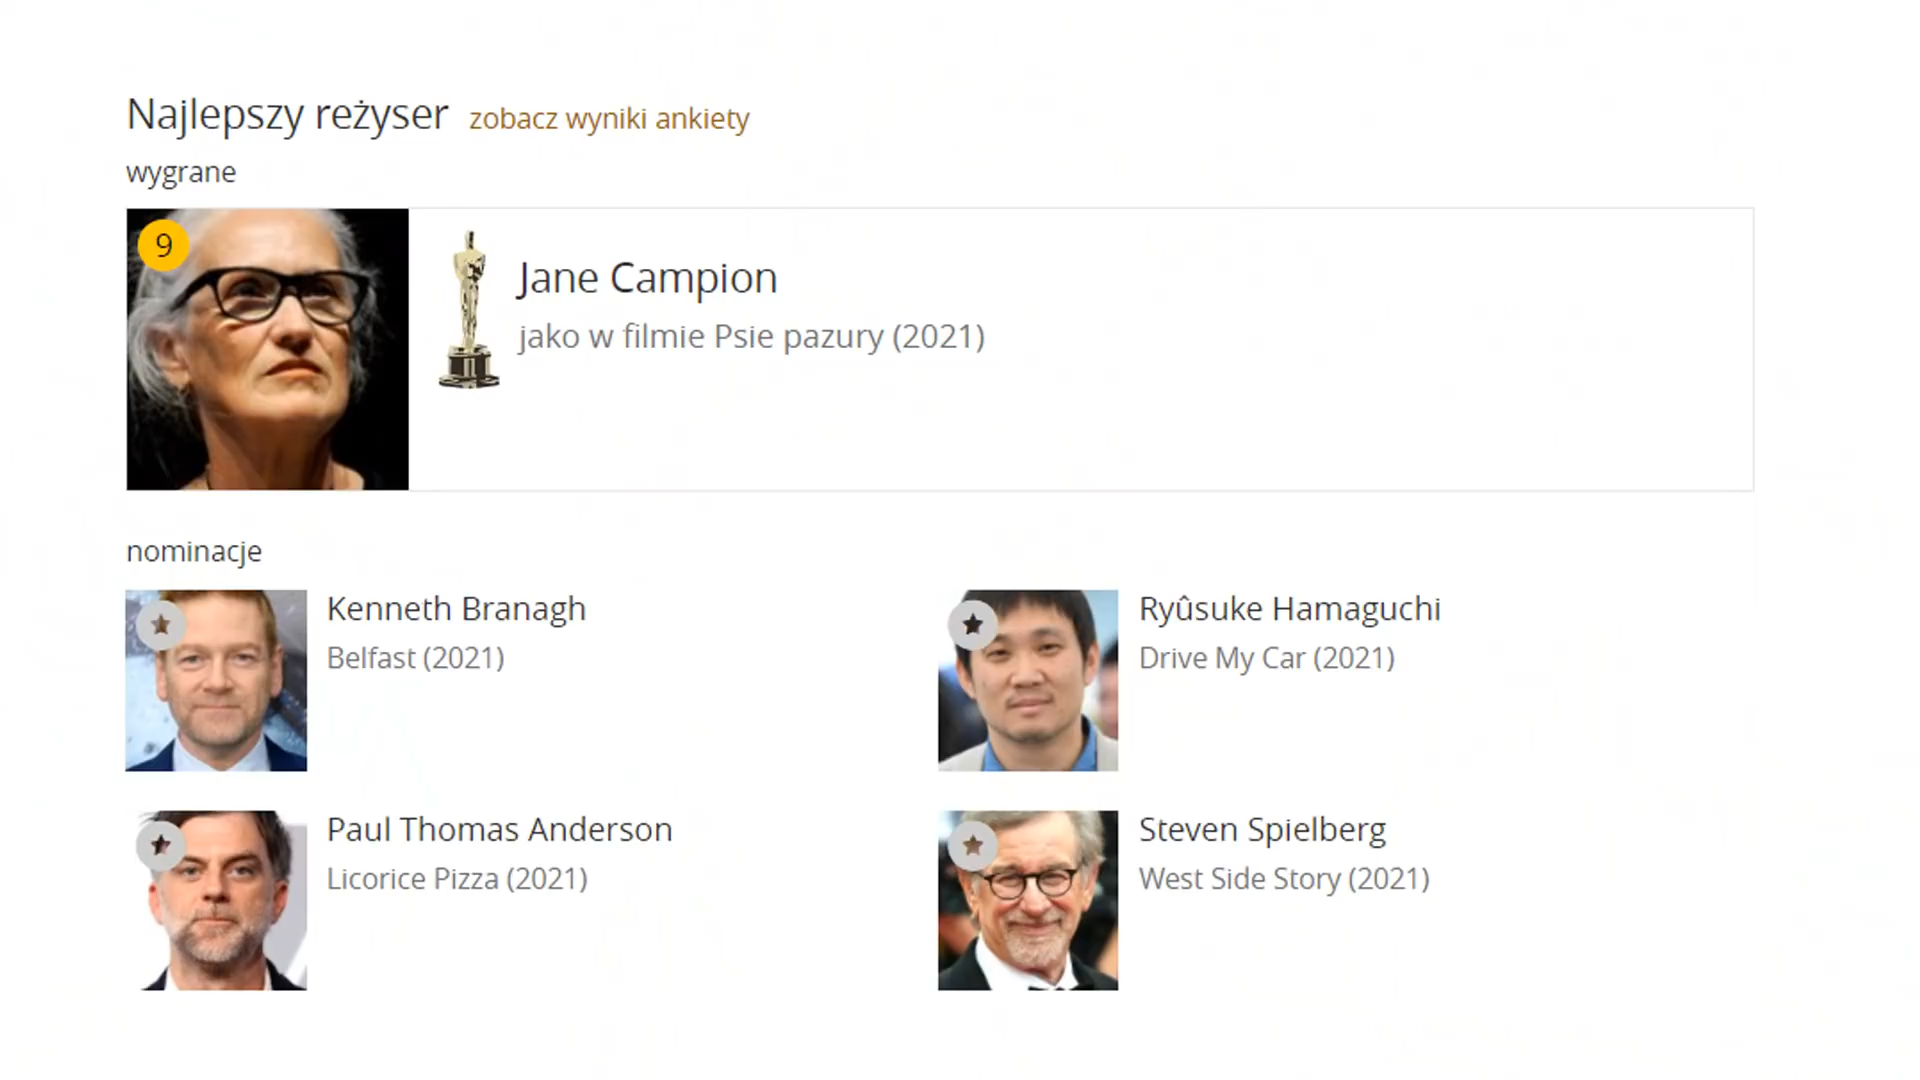 Najlepszy reżyser zobacz wyniki ankiety
wygrane
9
Jane Campion
jako w filmie Psie pazury (2021)
nominacje
Kenneth Branagh
Belfast (2021)
Ryûsuke Hamaguchi
Drive My Car (2021)
Paul Thomas Anderson
Licorice Pizza (2021)
Steven Spielberg
West Side Story (2021)